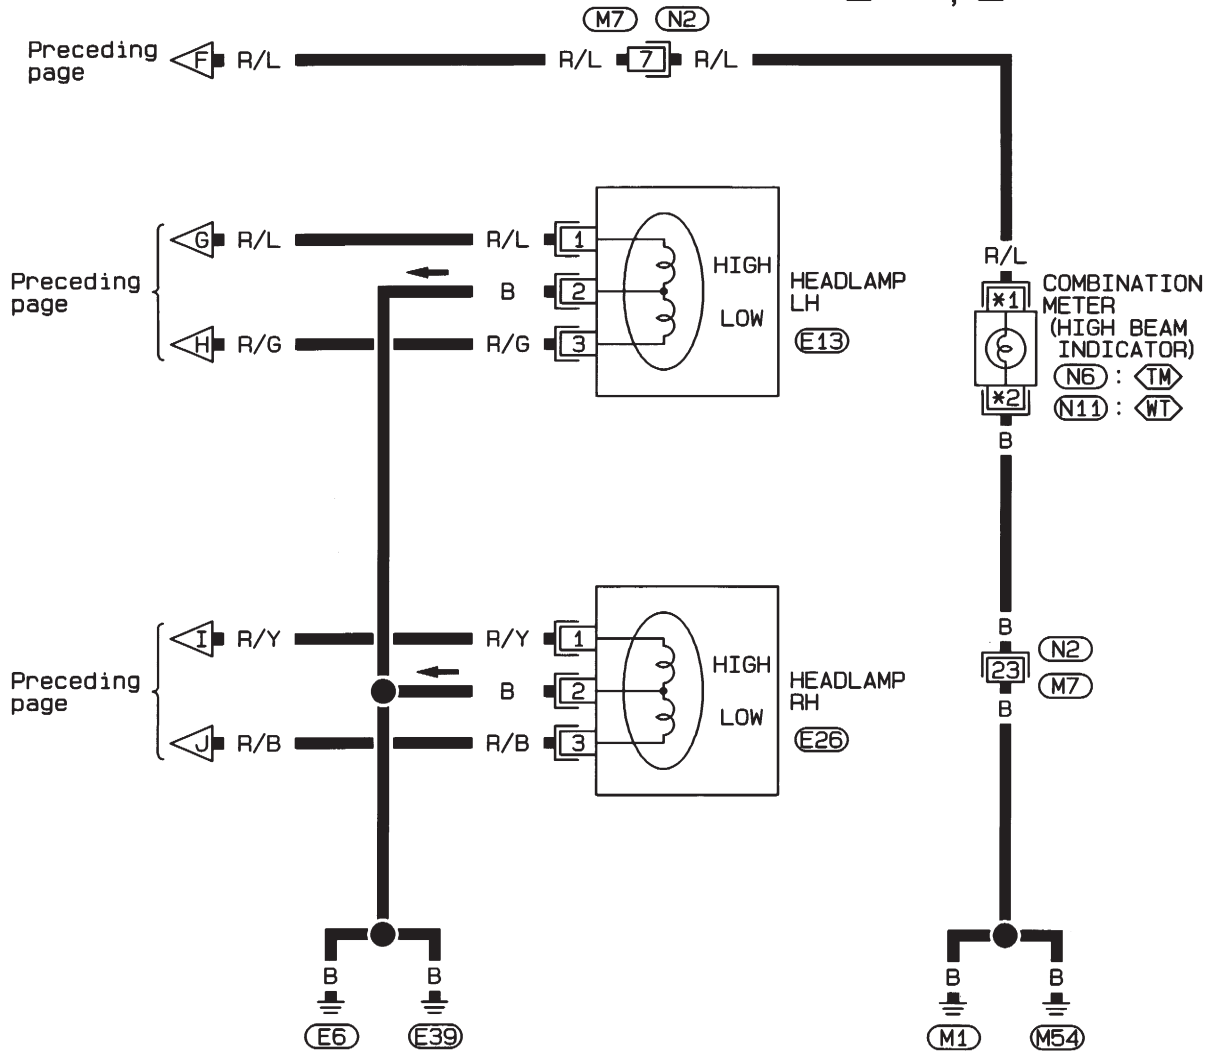 M7 N2
Preceding
page
F R/L R/L 7 R/L
Preceding
page
G R/L R/L 1
B 2
H R/G R/G 3
HIGH
LOW
HEADLAMP
LH
E13
R/L
*1
COMBINATION
METER
(HIGH BEAM
INDICATOR)
N6 : TM
*2
N11 : WT
B
Preceding
page
I R/Y R/Y 1
B 2
J R/B R/B 3
HIGH
LOW
HEADLAMP
RH
E26
B
23
N2
M7
B
B B
E6 E39
B B
M1 M54